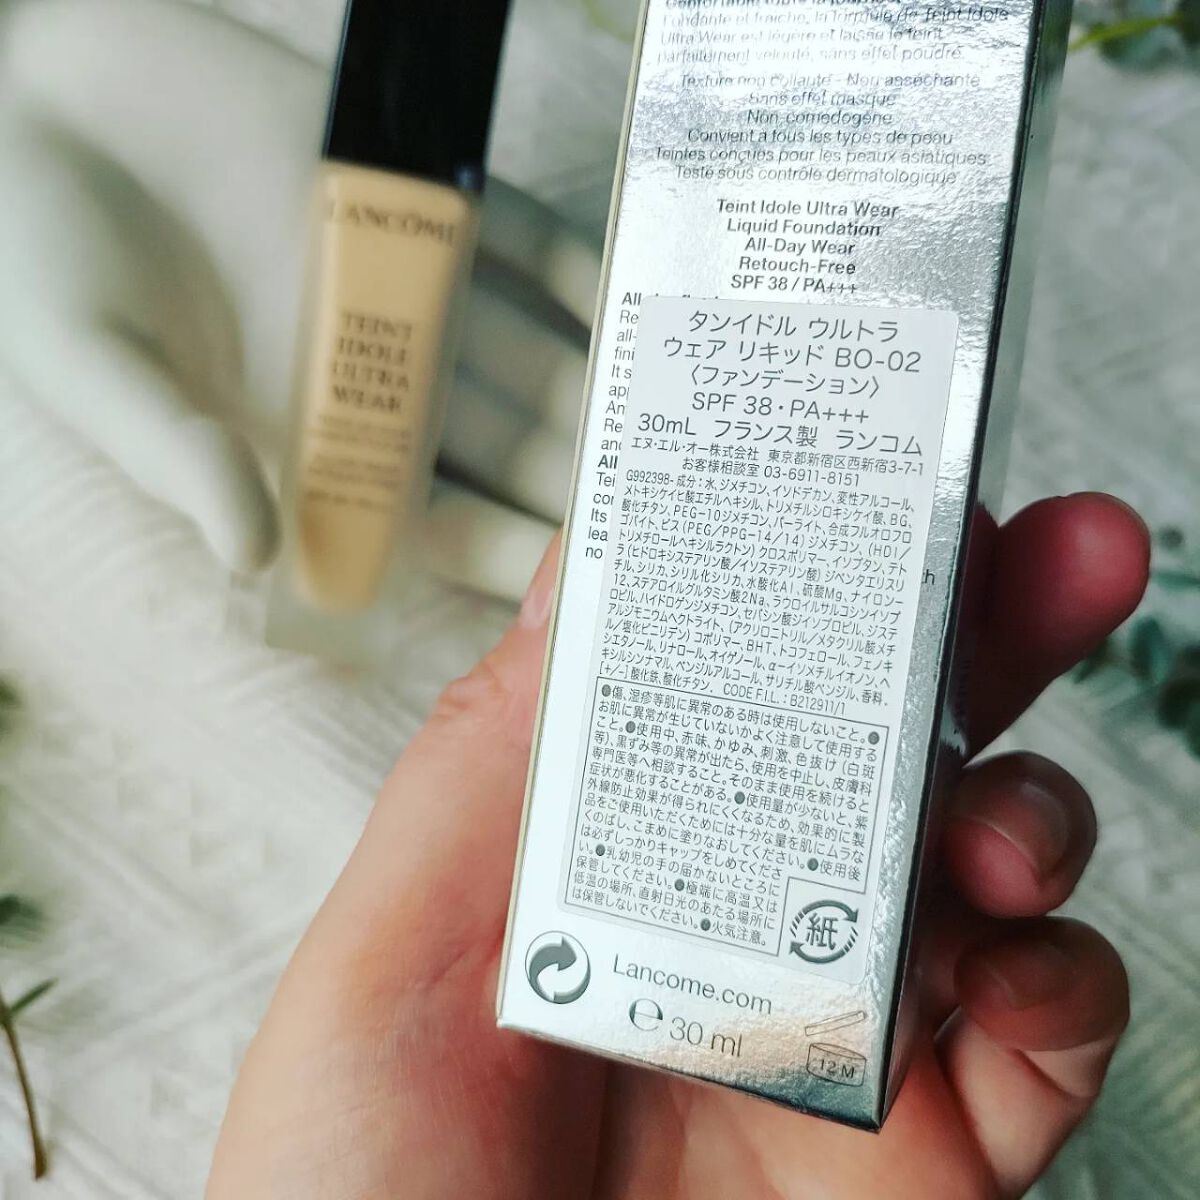 LANCÔME
TEINT
IDOLE
ULTRA
WEAR
Confortable toute la journée.
Fondante et fraîche, la formule de Teint Idole
Ultra Wear est légère et laisse le teint
parfaitement velouté, sans effet poudré.
Texture non collante - Non asséchante
Sans effet masque
Non-comédogène
Convient à tous les types de peau
Teintes conçues pour les peaux asiatiques
Testé sous contrôle dermatologique
Teint Idole Ultra Wear
Liquid Foundation
All-Day Wear
Retouch-Free
SPF 38 / PA+++
タンイドル ウルトラ
ウェア リキッド BO-02
〈ファンデーション〉
SPF 38・PA+++
30mL フランス製 ランコム
エヌ・エル・オー株式会社 東京都新宿区西新宿3-7-1
お客様相談室 03-6911-8151
G992398- 成分：水、ジメチコン、イソドデカン、変性アルコール、
メトキシケイヒ酸エチルヘキシル、トリメチルシロキシケイ酸、BG、
酸化チタン、PEG-10ジメチコン、パーライト、合成フルオロフロ
ゴパイト、ビス（PEG／PPG-14／14）ジメチコン、（HDI／
トリメチロールヘキシルラクトン）クロスポリマー、イソプタン、テト
ラ（ヒドロキシステアリン酸／イソステアリン酸）ジペンタエリスリ
チル、シリカ、シリル化シリカ、水酸化Al、硫酸Mg、ナイロン-
12、ステアロイルグルタミン酸2Na、ラウロイルサルコシンイソプ
ロピル、ハイドロゲンジメチコン、セバシン酸ジイソプロピル、ジステ
アルジモニウムヘクトライト、（アクリロニトリル／メタクリル酸メチ
ル／塩化ビニリデン）コポリマー、BHT、トコフェロール、フェノキ
シエタノール、リナロール、オイゲノール、α-イソメチルイオノン、ヘ
キシルシンナマル、ベンジルアルコール、サリチル酸ベンジル、香料、
[+/-]酸化鉄、酸化チタン、 CODE F.I.L.：B212911/1
●傷、湿疹等肌に異常のある時は使用しないこと。●
お肌に異常が生じていないかよく注意して使用する
こと。●使用中、赤味、かゆみ、刺激、色抜け（白斑
等）、黒ずみ等の異常が出たら、使用を中止し、皮膚科
専門医等へ相談すること。そのまま使用を続けると
症状が悪化することがある。●使用量が少ないと、紫
外線防止効果が得られにくくなるため、効果的に製
品をご使用いただくためには十分な量を肌にムラな
くのばし、こまめに塗りなおしてください。●使用後
は必ずしっかりキャップをしめてくださ
い。●乳幼児の手の届かないところに
保管してください。●極端に高温又は
低温の場所、直射日光のあたる場所に
は保管しないでください。●火気注意。
紙
Lancome.com
℮ 30 ml
12 M